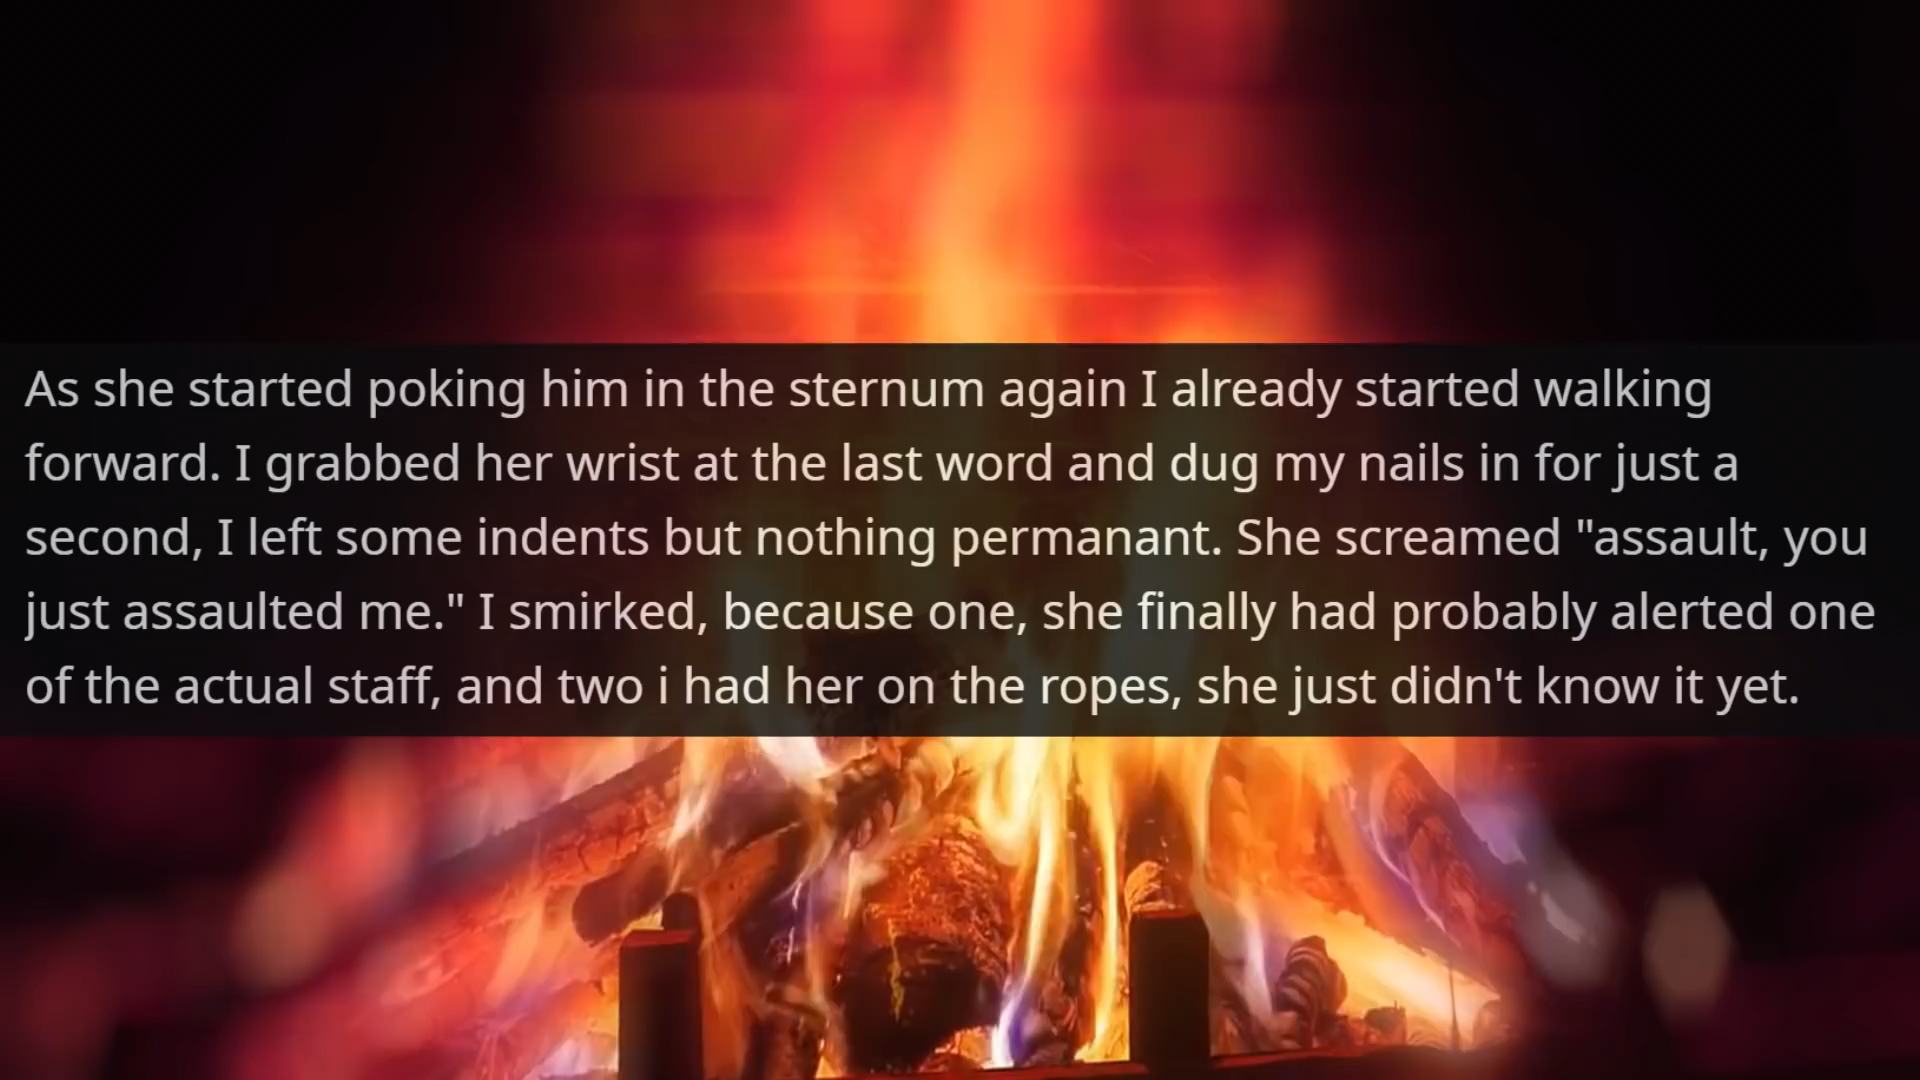 As she started poking him in the sternum again I already started walking
forward. I grabbed her wrist at the last word and dug my nails in for just a
second, I left some indents but nothing permanant. She screamed "assault, you
just assaulted me." I smirked, because one, she finally had probably alerted one
of the actual staff, and two i had her on the ropes, she just didn't know it yet.